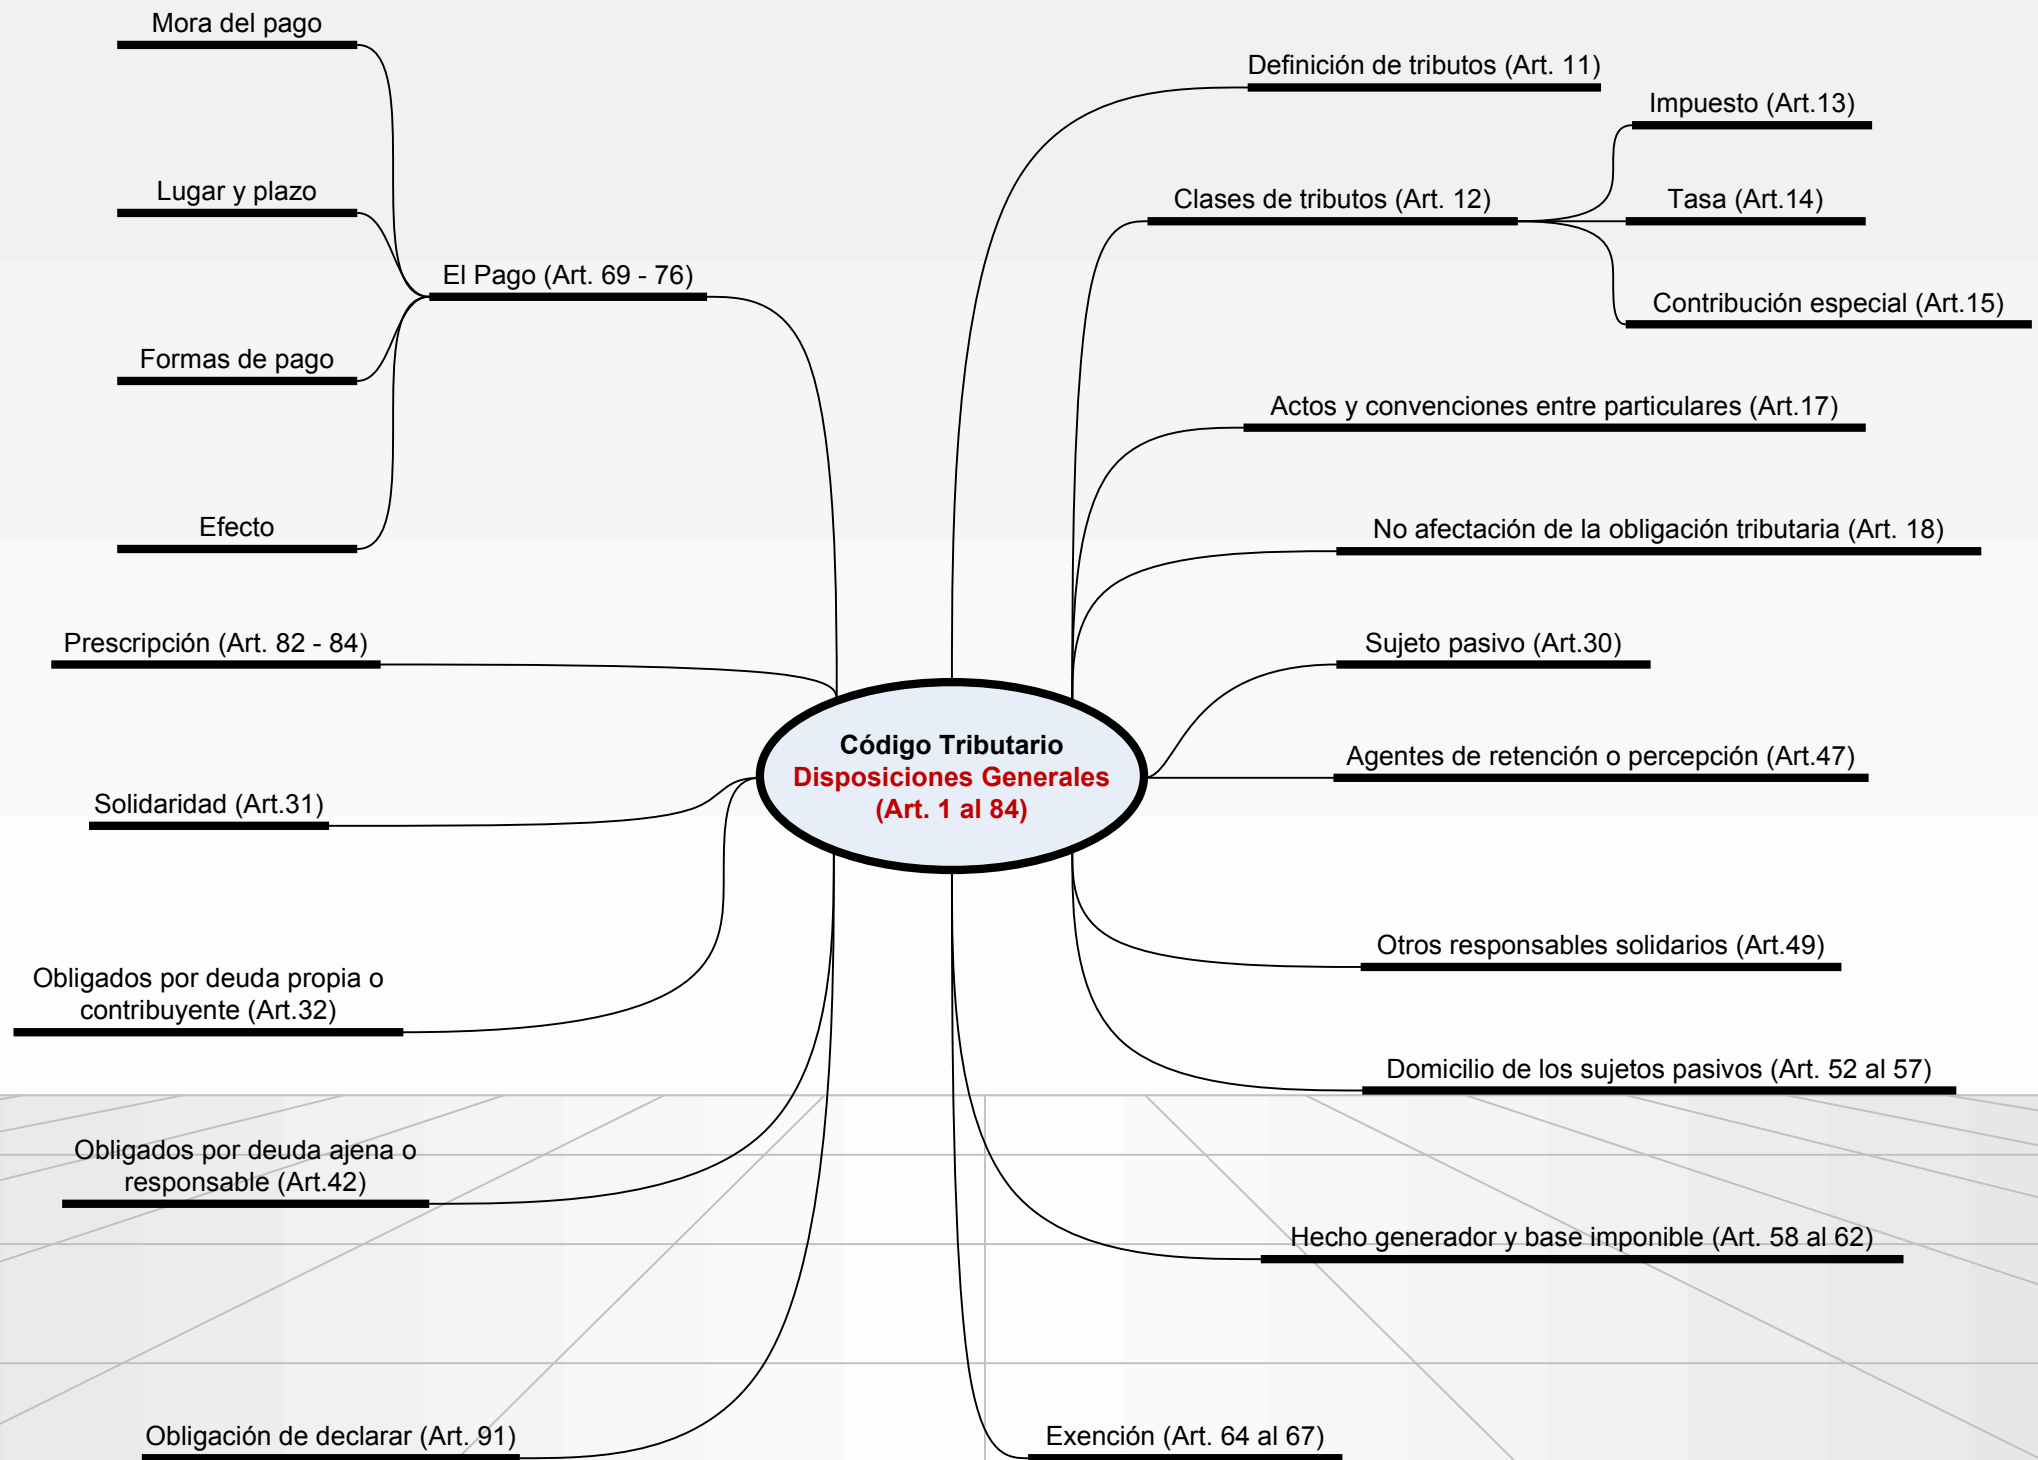 Código Tributario
Disposiciones Generales
(Art. 1 al 84)
Definición de tributos (Art. 11)
Clases de tributos (Art. 12)
Impuesto (Art.13)
Tasa (Art.14)
Contribución especial (Art.15)
Actos y convenciones entre particulares (Art.17)
No afectación de la obligación tributaria (Art. 18)
Sujeto pasivo (Art.30)
Agentes de retención o percepción (Art.47)
Otros responsables solidarios (Art.49)
Domicilio de los sujetos pasivos (Art. 52 al 57)
Hecho generador y base imponible (Art. 58 al 62)
Exención (Art. 64 al 67)
Obligación de declarar (Art. 91)
Obligados por deuda ajena o
responsable (Art.42)
Obligados por deuda propia o
contribuyente (Art.32)
Solidaridad (Art.31)
Prescripción (Art. 82 - 84)
El Pago (Art. 69 - 76)
Mora del pago
Lugar y plazo
Formas de pago
Efecto